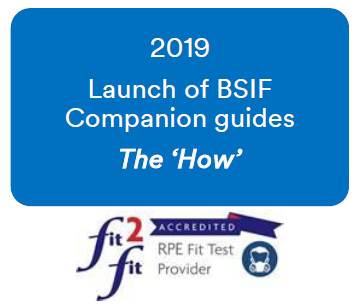 2019
Launch of BSIF
Companion guides
The ‘How’
fit2fit
ACCREDITED
RPE Fit Test
Provider